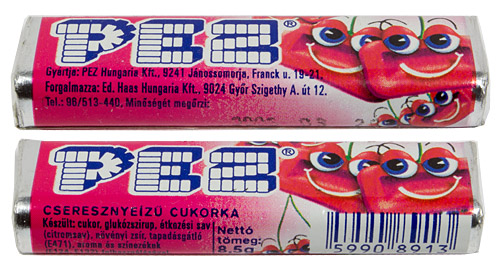 PEZ®
Gyártja: PEZ Hungaria Kft., 9241 Jánossomorja, Franck u. 19-21.
Forgalmazza: Ed. Haas Hungaria Kft., 9024 Győr Szigethy A. út 12.
Tel.: 96/513-440, Minőségét megőrzi:
PEZ®
CSERESZNYEÍZŰ CUKORKA
Készült: cukor, glukózszirup, étkezési sav
(citromsav), növényi zsír, tapadásgátló
(E471), aroma és színezékek
Nettó
tömeg:
8,5g
5990 8913